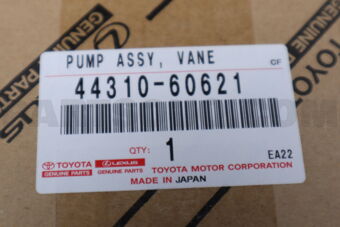 PUMP ASSY, VANE
CF
44310-60621
QTY: 1
EA22
TOYOTA LEXUS TOYOTA MOTOR CORPORATION
GENUINE PARTS GENUINE PARTS
MADE IN JAPAN
TOYOTA